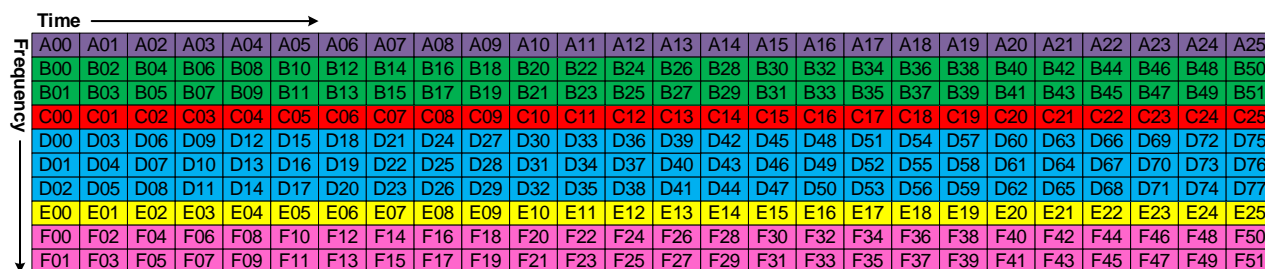 Time
Frequency
A00 A01 A02 A03 A04 A05 A06 A07 A08 A09 A10 A11 A12 A13 A14 A15 A16 A17 A18 A19 A20 A21 A22 A23 A24 A25
B00 B02 B04 B06 B08 B10 B12 B14 B16 B18 B20 B22 B24 B26 B28 B30 B32 B34 B36 B38 B40 B42 B44 B46 B48 B50
B01 B03 B05 B07 B09 B11 B13 B15 B17 B19 B21 B23 B25 B27 B29 B31 B33 B35 B37 B39 B41 B43 B45 B47 B49 B51
C00 C01 C02 C03 C04 C05 C06 C07 C08 C09 C10 C11 C12 C13 C14 C15 C16 C17 C18 C19 C20 C21 C22 C23 C24 C25
D00 D03 D06 D09 D12 D15 D18 D21 D24 D27 D30 D33 D36 D39 D42 D45 D48 D51 D54 D57 D60 D63 D66 D69 D72 D75
D01 D04 D07 D10 D13 D16 D19 D22 D25 D28 D31 D34 D37 D40 D43 D46 D49 D52 D55 D58 D61 D64 D67 D70 D73 D76
D02 D05 D08 D11 D14 D17 D20 D23 D26 D29 D32 D35 D38 D41 D44 D47 D50 D53 D56 D59 D62 D65 D68 D71 D74 D77
E00 E01 E02 E03 E04 E05 E06 E07 E08 E09 E10 E11 E12 E13 E14 E15 E16 E17 E18 E19 E20 E21 E22 E23 E24 E25
F00 F02 F04 F06 F08 F10 F12 F14 F16 F18 F20 F22 F24 F26 F28 F30 F32 F34 F36 F38 F40 F42 F44 F46 F48 F50
F01 F03 F05 F07 F09 F11 F13 F15 F17 F19 F21 F23 F25 F27 F29 F31 F33 F35 F37 F39 F41 F43 F45 F47 F49 F51